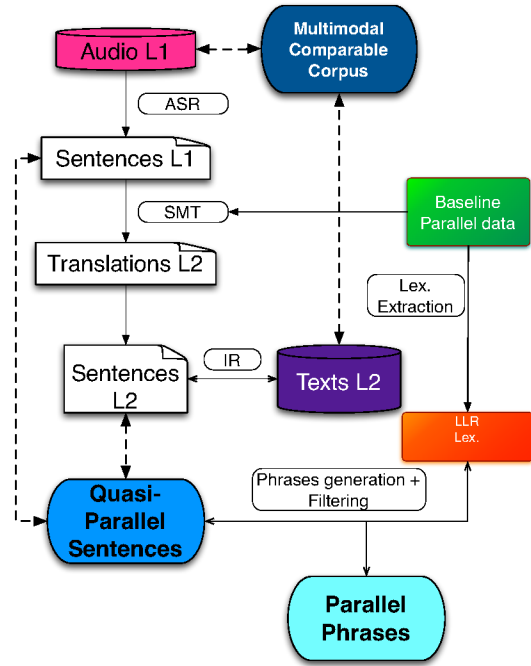 Audio L1
Multimodal
Comparable
Corpus
ASR
Sentences L1
SMT
Baseline
Parallel data
Translations L2
Lex.
Extraction
IR
Sentences
L2
Texts L2
LLR
Lex.
Phrases generation +
Filtering
Quasi-
Parallel
Sentences
Parallel
Phrases